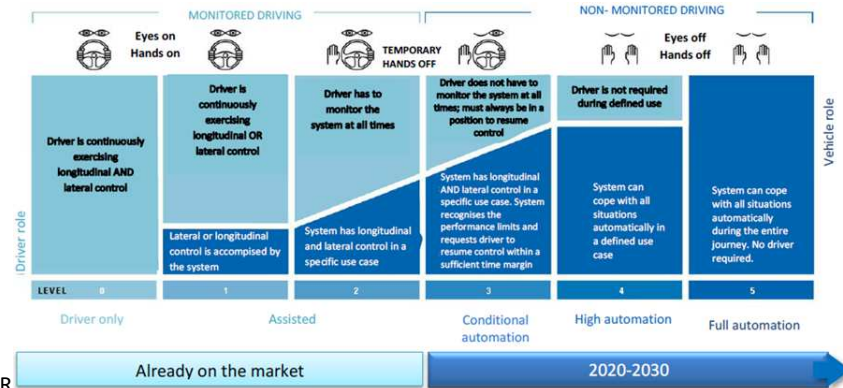 MONITORED DRIVING
NON- MONITORED DRIVING
Eyes on
Hands on
TEMPORARY
HANDS OFF
Eyes off
Hands off
Driver role
Vehicle role
Driver is continuously
exercising
longitudinal AND
lateral control
Driver is
continuously
exercising
longitudinal OR
lateral control
Lateral or longitudinal
control is accompised by
the system
Driver has to
monitor the
system at all times
System has longitudinal
and lateral control in a
specific use case
Driver does not have to
monitor the system at all
times; must always be in a
position to resume
control
System has longitudinal
AND lateral control in a
specific use case. System
recognises the
performance limits and
requests driver to
resume control within a
sufficient time margin
Driver is not required
during defined use
System can
cope with all
situations
automatically in
a defined use
case
System can cope
with all situations
automatically
during the entire
journey. No driver
required.
LEVEL 0 1 2 3 4 5
Driver only
Assisted
Conditional
automation
High automation
Full automation
Already on the market
2020-2030
R